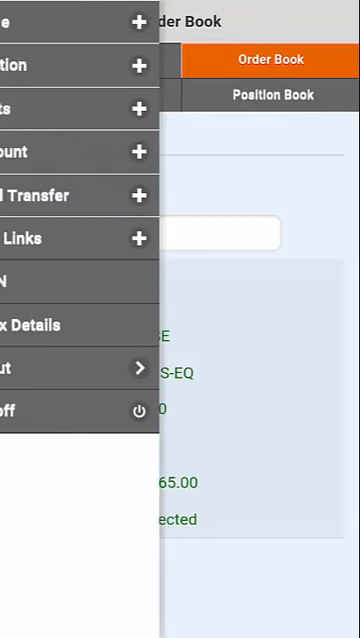 e
der Book
tion
Order Book
ts
Position Book
ount
l Transfer
Links
N
x Details
SE
ut
S-EQ
off
0
65.00
ected